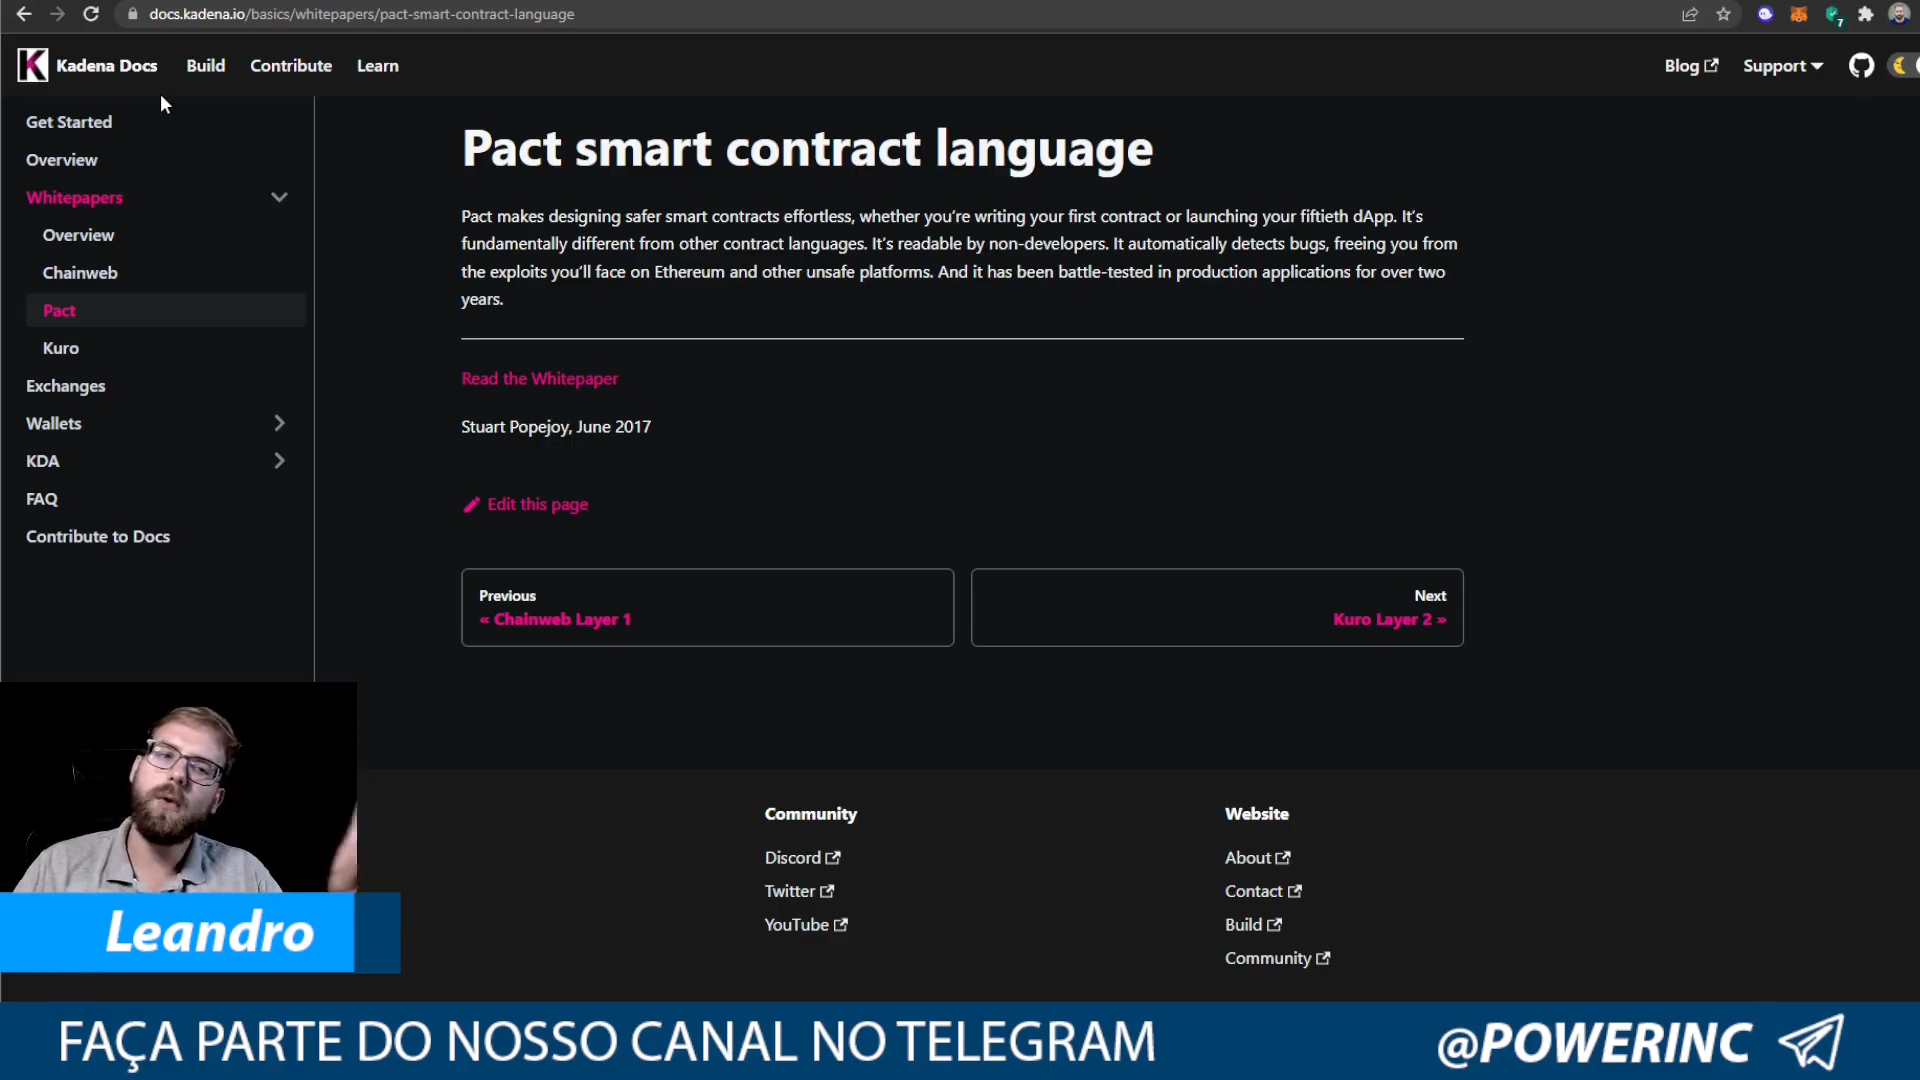 docs.kadena.io/basics/whitepapers/pact-smart-contract-language
7
Kadena Docs Build Contribute Learn
Blog Support
Get Started
Overview
Whitepapers
Overview
Chainweb
Pact
Kuro
Exchanges
Wallets
KDA
FAQ
Contribute to Docs
Pact smart contract language
Pact makes designing safer smart contracts effortless, whether you’re writing your first contract or launching your fiftieth dApp. It’s
fundamentally different from other contract languages. It’s readable by non-developers. It automatically detects bugs, freeing you from
the exploits you’ll face on Ethereum and other unsafe platforms. And it has been battle-tested in production applications for over two
years.
Read the Whitepaper
Stuart Popejoy, June 2017
Edit this page
Previous
« Chainweb Layer 1
Next
Kuro Layer 2 »
Community
Discord
Twitter
YouTube
Website
About
Contact
Build
Community
Leandro
FAÇA PARTE DO NOSSO CANAL NO TELEGRAM
@POWERINC